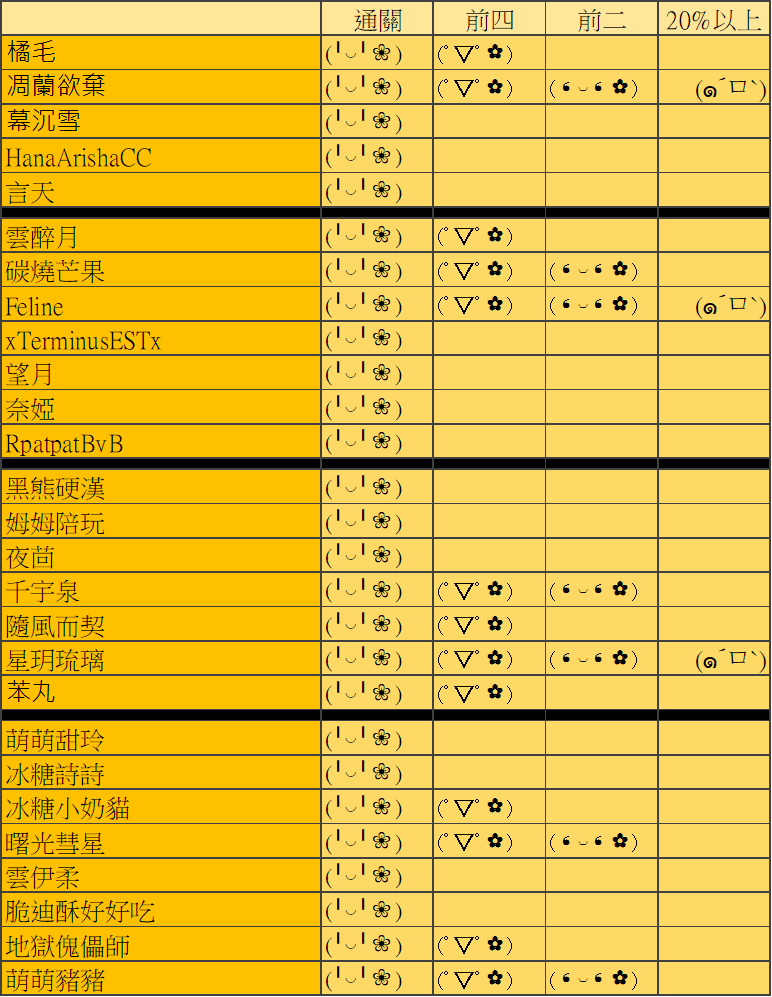 通關 前四 前二 20%以上
橘毛 (╹◡╹❀) (ﾟ▽ﾟ✿)
凋蘭欲棄 (╹◡╹❀) (ﾟ▽ﾟ✿) (❛◡❛✿) (๑´ㅁ`)
幕沉雪 (╹◡╹❀)
HanaArishaCC (╹◡╹❀)
言天 (╹◡╹❀)
雲醉月 (╹◡╹❀) (ﾟ▽ﾟ✿)
碳燒芒果 (╹◡╹❀) (ﾟ▽ﾟ✿) (❛◡❛✿)
Feline (╹◡╹❀) (ﾟ▽ﾟ✿) (❛◡❛✿) (๑´ㅁ`)
xTerminusESTx (╹◡╹❀)
望月 (╹◡╹❀)
奈婭 (╹◡╹❀)
RpatpatBvB (╹◡╹❀)
黑熊硬漢 (╹◡╹❀)
姆姆陪玩 (╹◡╹❀)
夜茴 (╹◡╹❀)
千宇泉 (╹◡╹❀) (ﾟ▽ﾟ✿) (❛◡❛✿)
隨風而契 (╹◡╹❀) (ﾟ▽ﾟ✿)
星玥琉璃 (╹◡╹❀) (ﾟ▽ﾟ✿) (❛◡❛✿) (๑´ㅁ`)
苯丸 (╹◡╹❀) (ﾟ▽ﾟ✿)
萌萌甜玲 (╹◡╹❀)
冰糖詩詩 (╹◡╹❀)
冰糖小奶貓 (╹◡╹❀) (ﾟ▽ﾟ✿)
曙光彗星 (╹◡╹❀) (ﾟ▽ﾟ✿) (❛◡❛✿)
雲伊柔 (╹◡╹❀)
脆迪酥好好吃 (╹◡╹❀)
地獄傀儡師 (╹◡╹❀) (ﾟ▽ﾟ✿)
萌萌豬豬 (╹◡╹❀) (ﾟ▽ﾟ✿) (❛◡❛✿)